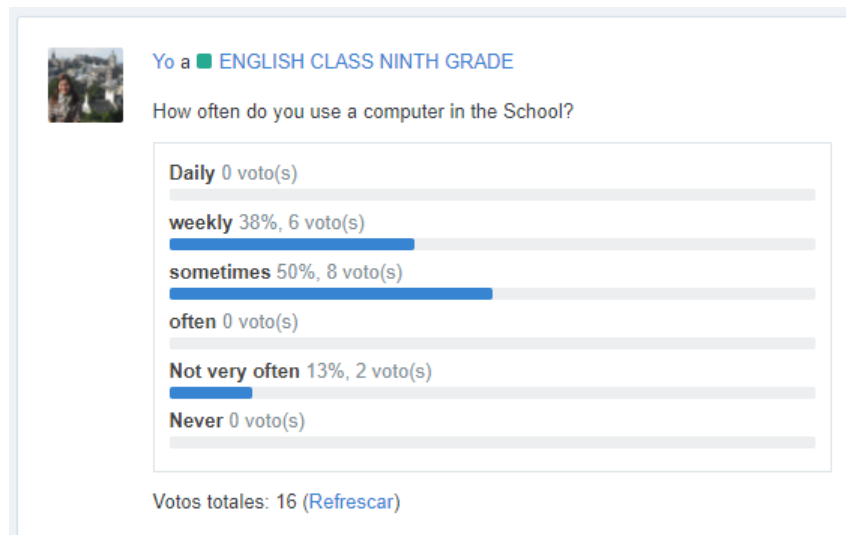 Yo a ENGLISH CLASS NINTH GRADE
How often do you use a computer in the School?
Daily 0 voto(s)
weekly 38%, 6 voto(s)
sometimes 50%, 8 voto(s)
often 0 voto(s)
Not very often 13%, 2 voto(s)
Never 0 voto(s)
Votos totales: 16 (Refrescar)